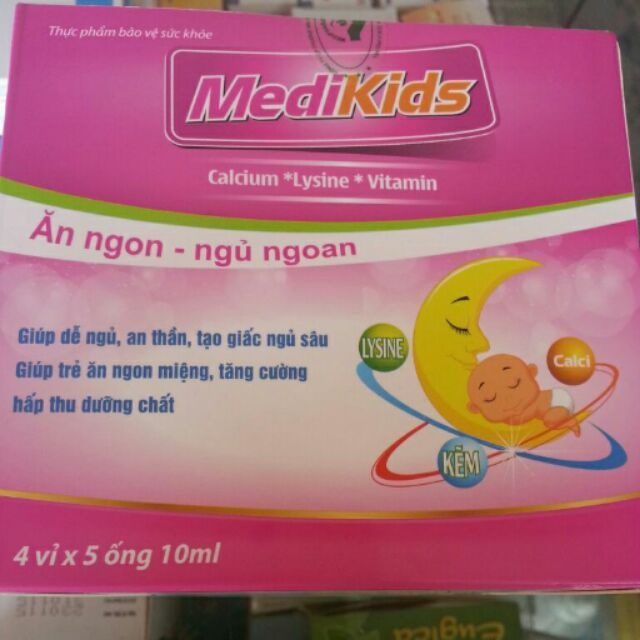 Thực phẩm bảo vệ sức khỏe
MediKids
Calcium *Lysine * Vitamin
Ăn ngon - ngủ ngoan
Giúp dễ ngủ, an thần, tạo giấc ngủ sâu
Giúp trẻ ăn ngon miệng, tăng cường
hấp thu dưỡng chất
LYSINE
Calci
KẼM
4 vỉ x 5 ống 10ml
Eugica